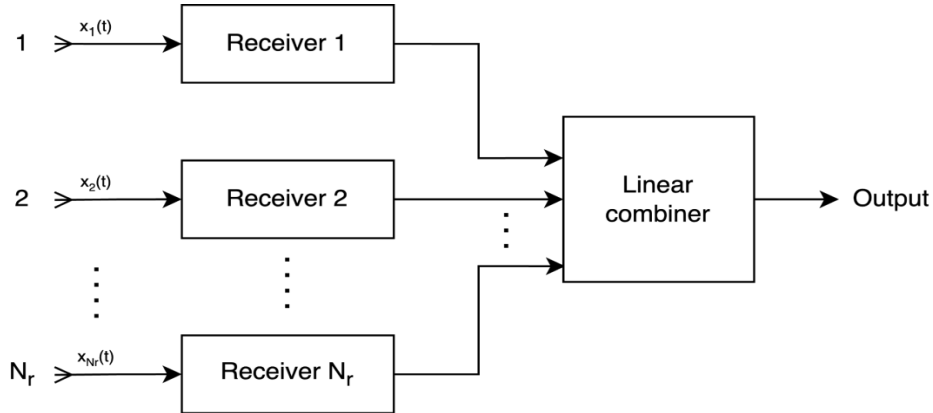 1 x₁(t) Receiver 1
2 x₂(t) Receiver 2
Linear
combiner
Output
Nᵣ x_Nr(t) Receiver Nᵣ